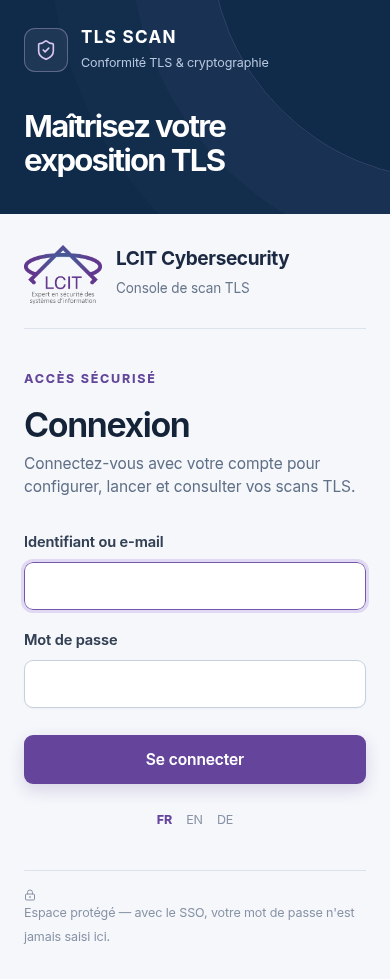 TLS SCAN
Conformité TLS & cryptographie
Maîtrisez votre
exposition TLS
LCIT
Expert en sécurité des
systèmes d'information
LCIT Cybersecurity
Console de scan TLS
ACCÈS SÉCURISÉ
Connexion
Connectez-vous avec votre compte pour
configurer, lancer et consulter vos scans TLS.
Identifiant ou e-mail
Mot de passe
Se connecter
FR EN DE
Espace protégé — avec le SSO, votre mot de passe n'est
jamais saisi ici.